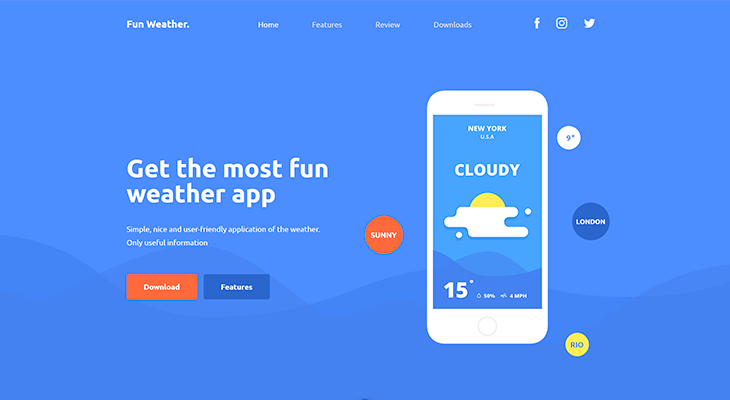 Fun Weather.
Home
Features
Review
Downloads
Get the most fun
weather app
Simple, nice and user-friendly application of the weather.
Only useful information
Download
Features
NEW YORK
U.S.A
CLOUDY
15°
50%
4 MPH
9°
SUNNY
LONDON
RIO